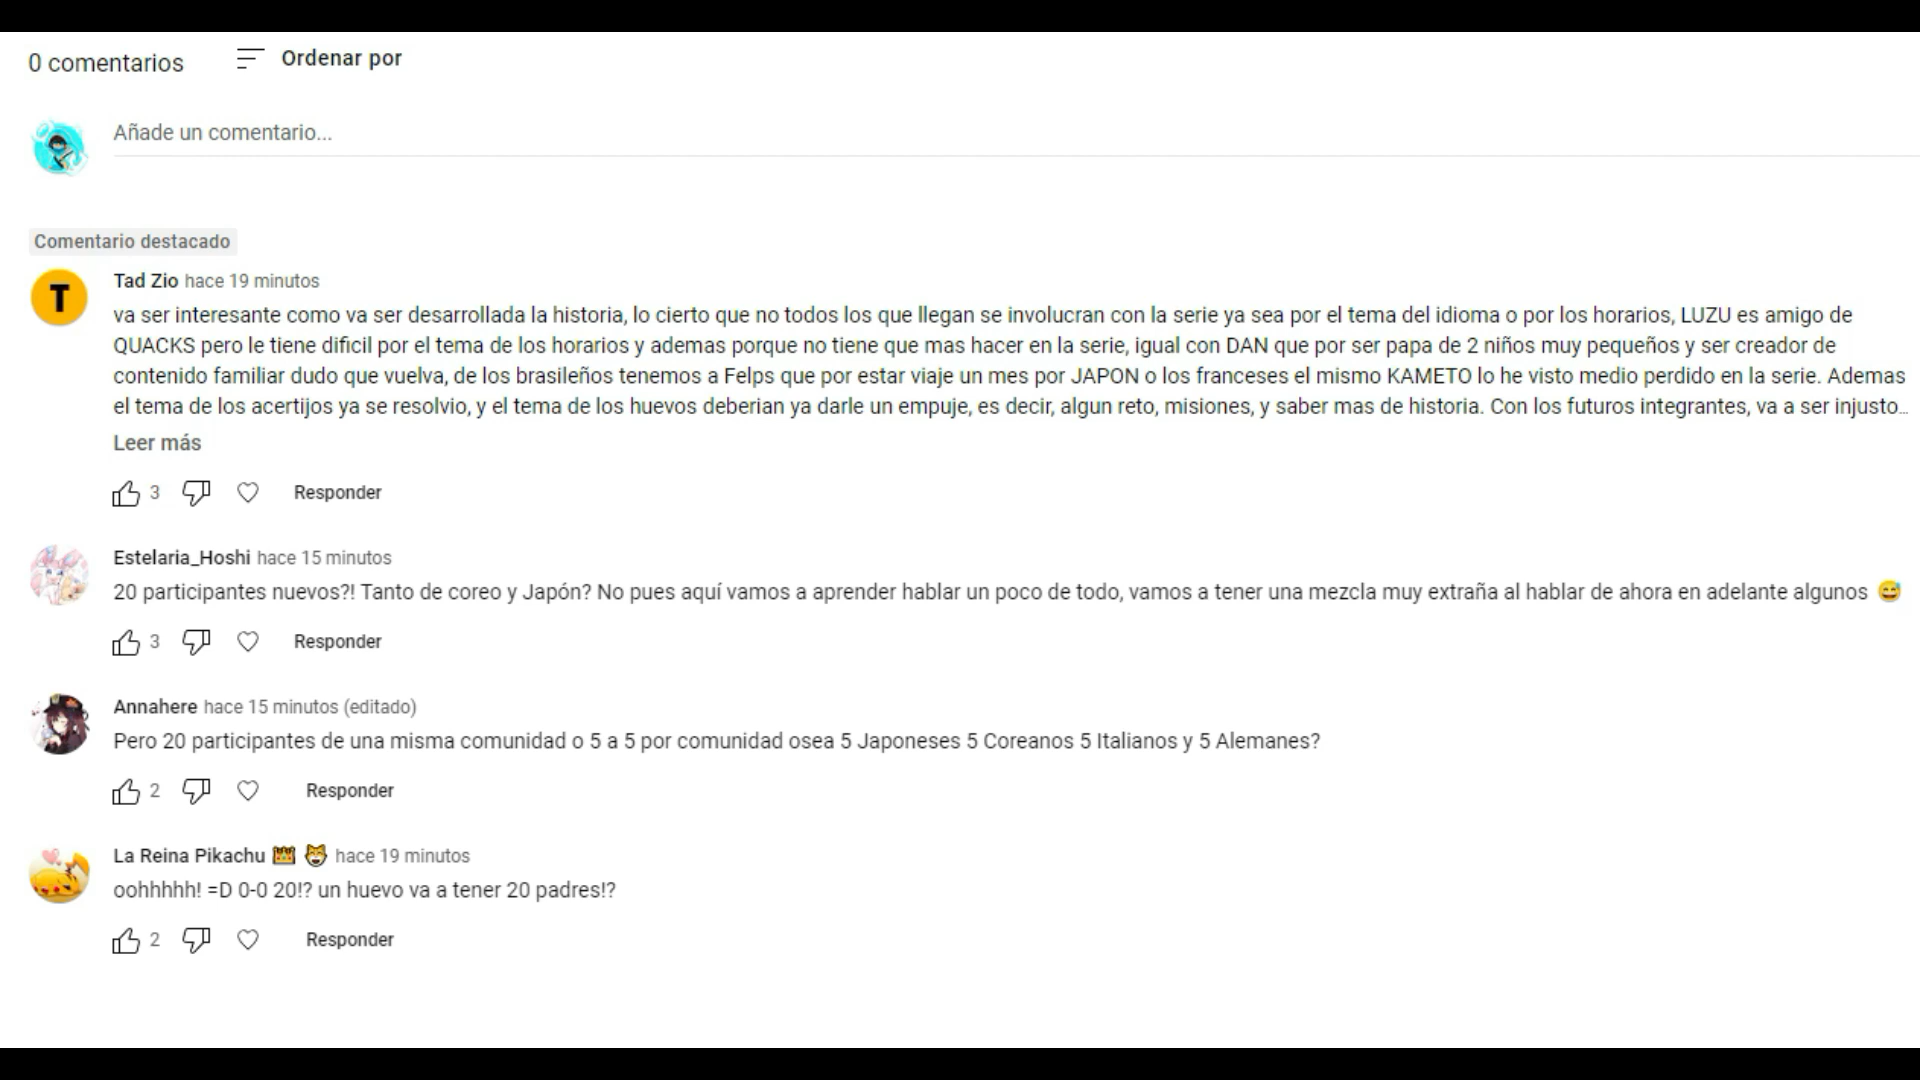 0 comentarios
Ordenar por
Añade un comentario...
Comentario destacado
T
Tad Zio hace 19 minutos
va ser interesante como va ser desarrollada la historia, lo cierto que no todos los que llegan se involucran con la serie ya sea por el tema del idioma o por los horarios, LUZU es amigo de
QUACKS pero le tiene dificil por el tema de los horarios y ademas porque no tiene que mas hacer en la serie, igual con DAN que por ser papa de 2 niños muy pequeños y ser creador de
contenido familiar dudo que vuelva, de los brasileños tenemos a Felps que por estar viaje un mes por JAPON o los franceses el mismo KAMETO lo he visto medio perdido en la serie. Ademas
el tema de los acertijos ya se resolvio, y el tema de los huevos deberian ya darle un empuje, es decir, algun reto, misiones, y saber mas de historia. Con los futuros integrantes, va a ser injusto…
Leer más
3 Responder
Estelaria_Hoshi hace 15 minutos
20 participantes nuevos?! Tanto de coreo y Japón? No pues aquí vamos a aprender hablar un poco de todo, vamos a tener una mezcla muy extraña al hablar de ahora en adelante algunos 😅
3 Responder
Annahere hace 15 minutos (editado)
Pero 20 participantes de una misma comunidad o 5 a 5 por comunidad osea 5 Japoneses 5 Coreanos 5 Italianos y 5 Alemanes?
2 Responder
La Reina Pikachu 👑 😺 hace 19 minutos
oohhhhh! =D 0-0 20!? un huevo va a tener 20 padres!?
2 Responder